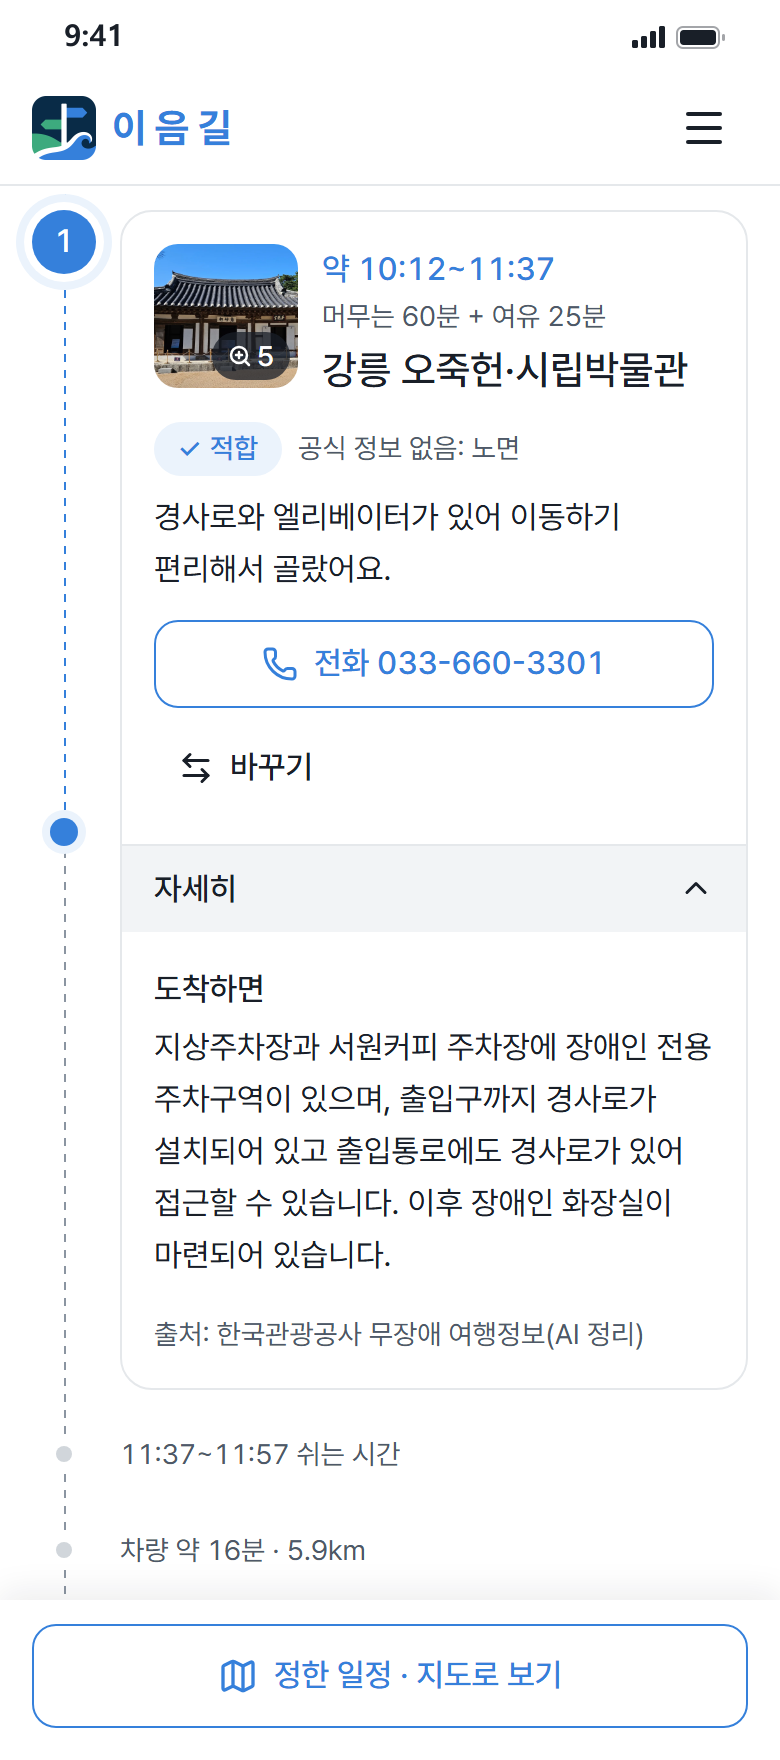 9:41
이음길
1
약 10:12~11:37
머무는 60분 + 여유 25분
강릉 오죽헌·시립박물관
5
적합
공식 정보 없음: 노면
경사로와 엘리베이터가 있어 이동하기
편리해서 골랐어요.
전화 033-660-3301
바꾸기
자세히
도착하면
지상주차장과 서원커피 주차장에 장애인 전용
주차구역이 있으며, 출입구까지 경사로가
설치되어 있고 출입통로에도 경사로가 있어
접근할 수 있습니다. 이후 장애인 화장실이
마련되어 있습니다.
출처: 한국관광공사 무장애 여행정보(AI 정리)
11:37~11:57 쉬는 시간
차량 약 16분 · 5.9km
정한 일정 · 지도로 보기